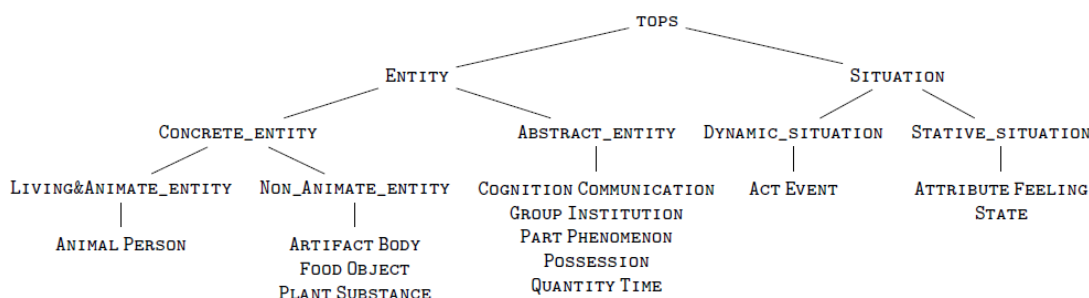 TOPS
ENTITY SITUATION
CONCRETE_ENTITY ABSTRACT_ENTITY DYNAMIC_SITUATION STATIVE_SITUATION
LIVING&ANIMATE_ENTITY NON_ANIMATE_ENTITY COGNITION COMMUNICATION ACT EVENT ATTRIBUTE FEELING
GROUP INSTITUTION STATE
ANIMAL PERSON ARTIFACT BODY PART PHENOMENON
FOOD OBJECT POSSESSION
PLANT SUBSTANCE QUANTITY TIME